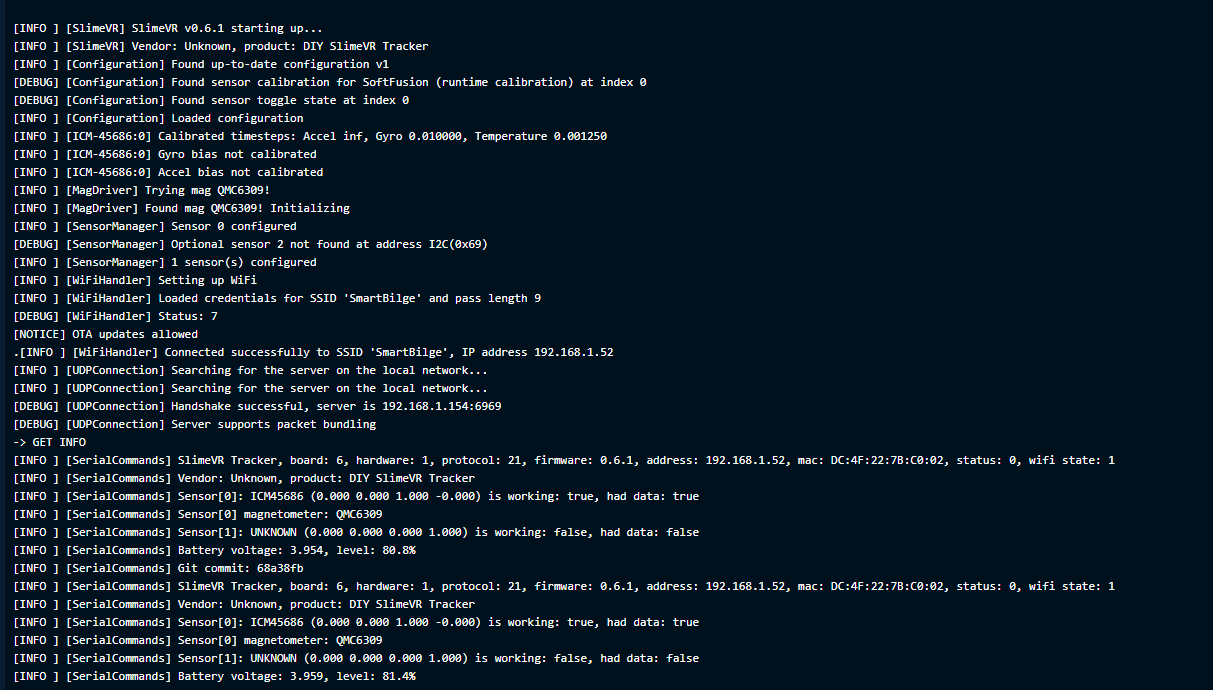 [INFO ] [SlimeVR] SlimeVR v0.6.1 starting up...
[INFO ] [SlimeVR] Vendor: Unknown, product: DIY SlimeVR Tracker
[INFO ] [Configuration] Found up-to-date configuration v1
[DEBUG] [Configuration] Found sensor calibration for SoftFusion (runtime calibration) at index 0
[DEBUG] [Configuration] Found sensor toggle state at index 0
[INFO ] [Configuration] Loaded configuration
[INFO ] [ICM-45686:0] Calibrated timesteps: Accel inf, Gyro 0.010000, Temperature 0.001250
[INFO ] [ICM-45686:0] Gyro bias not calibrated
[INFO ] [ICM-45686:0] Accel bias not calibrated
[INFO ] [MagDriver] Trying mag QMC6309!
[INFO ] [MagDriver] Found mag QMC6309! Initializing
[INFO ] [SensorManager] Sensor 0 configured
[DEBUG] [SensorManager] Optional sensor 2 not found at address I2C(0x69)
[INFO ] [SensorManager] 1 sensor(s) configured
[INFO ] [WiFiHandler] Setting up WiFi
[INFO ] [WiFiHandler] Loaded credentials for SSID 'SmartBilge' and pass length 9
[DEBUG] [WiFiHandler] Status: 7
[NOTICE] OTA updates allowed
.[INFO ] [WiFiHandler] Connected successfully to SSID 'SmartBilge', IP address 192.168.1.52
[INFO ] [UDPConnection] Searching for the server on the local network...
[INFO ] [UDPConnection] Searching for the server on the local network...
[DEBUG] [UDPConnection] Handshake successful, server is 192.168.1.154:6969
[DEBUG] [UDPConnection] Server supports packet bundling
-> GET INFO
[INFO ] [SerialCommands] SlimeVR Tracker, board: 6, hardware: 1, protocol: 21, firmware: 0.6.1, address: 192.168.1.52, mac: DC:4F:22:7B:C0:02, status: 0, wifi state: 1
[INFO ] [SerialCommands] Vendor: Unknown, product: DIY SlimeVR Tracker
[INFO ] [SerialCommands] Sensor[0]: ICM45686 (0.000 0.000 1.000 -0.000) is working: true, had data: true
[INFO ] [SerialCommands] Sensor[0] magnetometer: QMC6309
[INFO ] [SerialCommands] Sensor[1]: UNKNOWN (0.000 0.000 0.000 1.000) is working: false, had data: false
[INFO ] [SerialCommands] Battery voltage: 3.954, level: 80.8%
[INFO ] [SerialCommands] Git commit: 68a38fb
[INFO ] [SerialCommands] SlimeVR Tracker, board: 6, hardware: 1, protocol: 21, firmware: 0.6.1, address: 192.168.1.52, mac: DC:4F:22:7B:C0:02, status: 0, wifi state: 1
[INFO ] [SerialCommands] Vendor: Unknown, product: DIY SlimeVR Tracker
[INFO ] [SerialCommands] Sensor[0]: ICM45686 (0.000 0.000 1.000 -0.000) is working: true, had data: true
[INFO ] [SerialCommands] Sensor[0] magnetometer: QMC6309
[INFO ] [SerialCommands] Sensor[1]: UNKNOWN (0.000 0.000 0.000 1.000) is working: false, had data: false
[INFO ] [SerialCommands] Battery voltage: 3.959, level: 81.4%